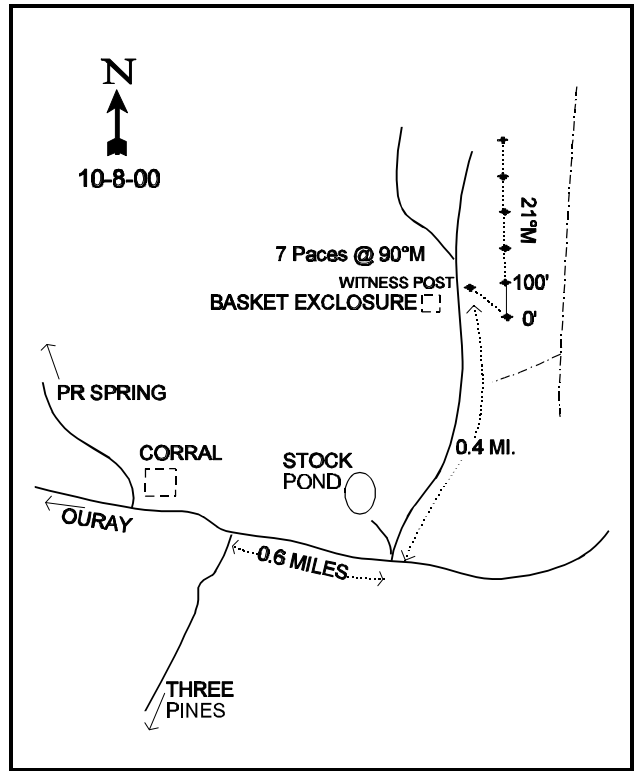 N
10-8-00
21°M
7 Paces @ 90°M
WITNESS POST
100'
BASKET EXCLOSURE
0'
PR SPRING
CORRAL
0.4 MI.
STOCK
POND
OURAY
0.6 MILES
THREE
PINES